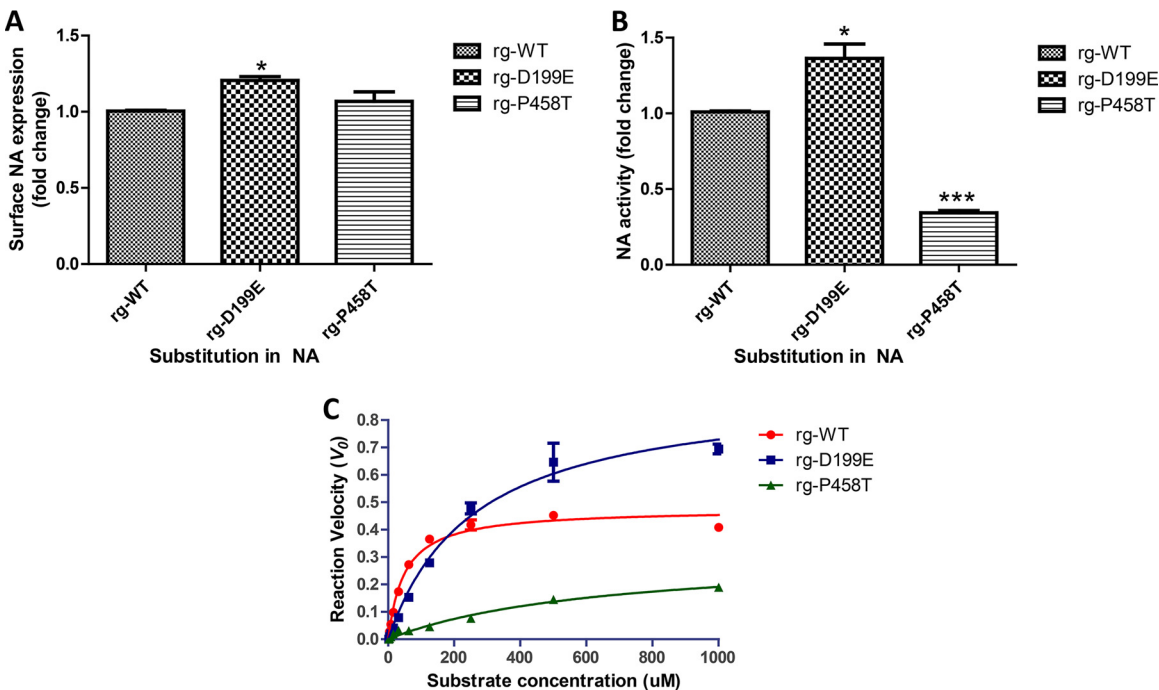 A
Surface NA expression
(fold change)
1.5
1.0
0.5
0.0
*
rg-WT
rg-D199E
rg-P458T
Substitution in NA
rg-WT
rg-D199E
rg-P458T
B
NA activity (fold change)
1.5
1.0
0.5
0.0
*
***
rg-WT
rg-D199E
rg-P458T
Substitution in NA
rg-WT
rg-D199E
rg-P458T
C
Reaction Velocity (V0)
0.8
0.7
0.6
0.5
0.4
0.3
0.2
0.1
0.0
0 200 400 600 800 1000
Substrate concentration (uM)
rg-WT
rg-D199E
rg-P458T